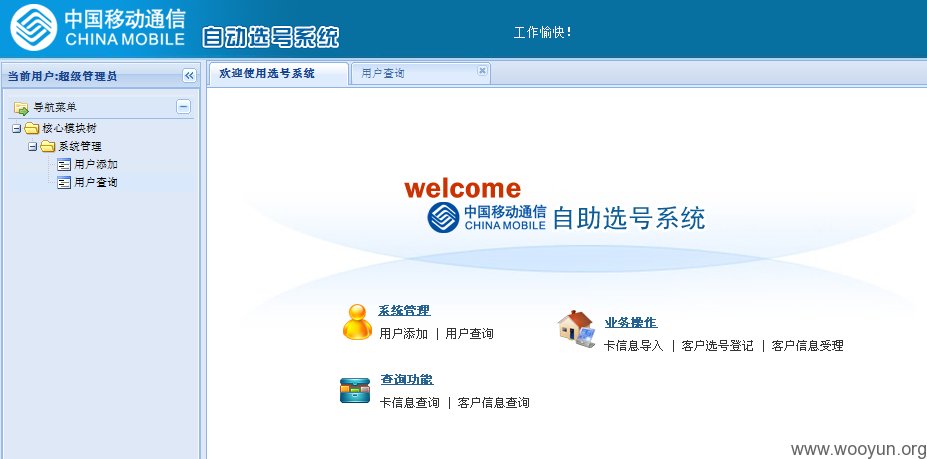 中国移动通信
CHINA MOBILE
自动选号系统
工作愉快!
当前用户:超级管理员
欢迎使用选号系统
用户查询
导航菜单
核心模块树
系统管理
用户添加
用户查询
welcome
中国移动通信
CHINA MOBILE
自助选号系统
系统管理
用户添加 | 用户查询
业务操作
卡信息导入 | 客户选号登记 | 客户信息受理
查询功能
卡信息查询 | 客户信息查询
www.wooyun.org